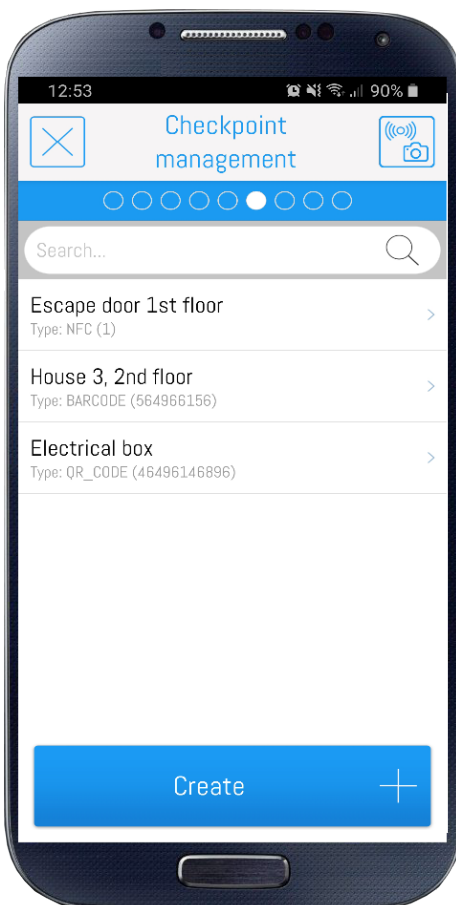 12:53
90%
Checkpoint
management
Search...
Escape door 1st floor
Type: NFC (1)
House 3, 2nd floor
Type: BARCODE (564966156)
Electrical box
Type: QR_CODE (46496146896)
Create